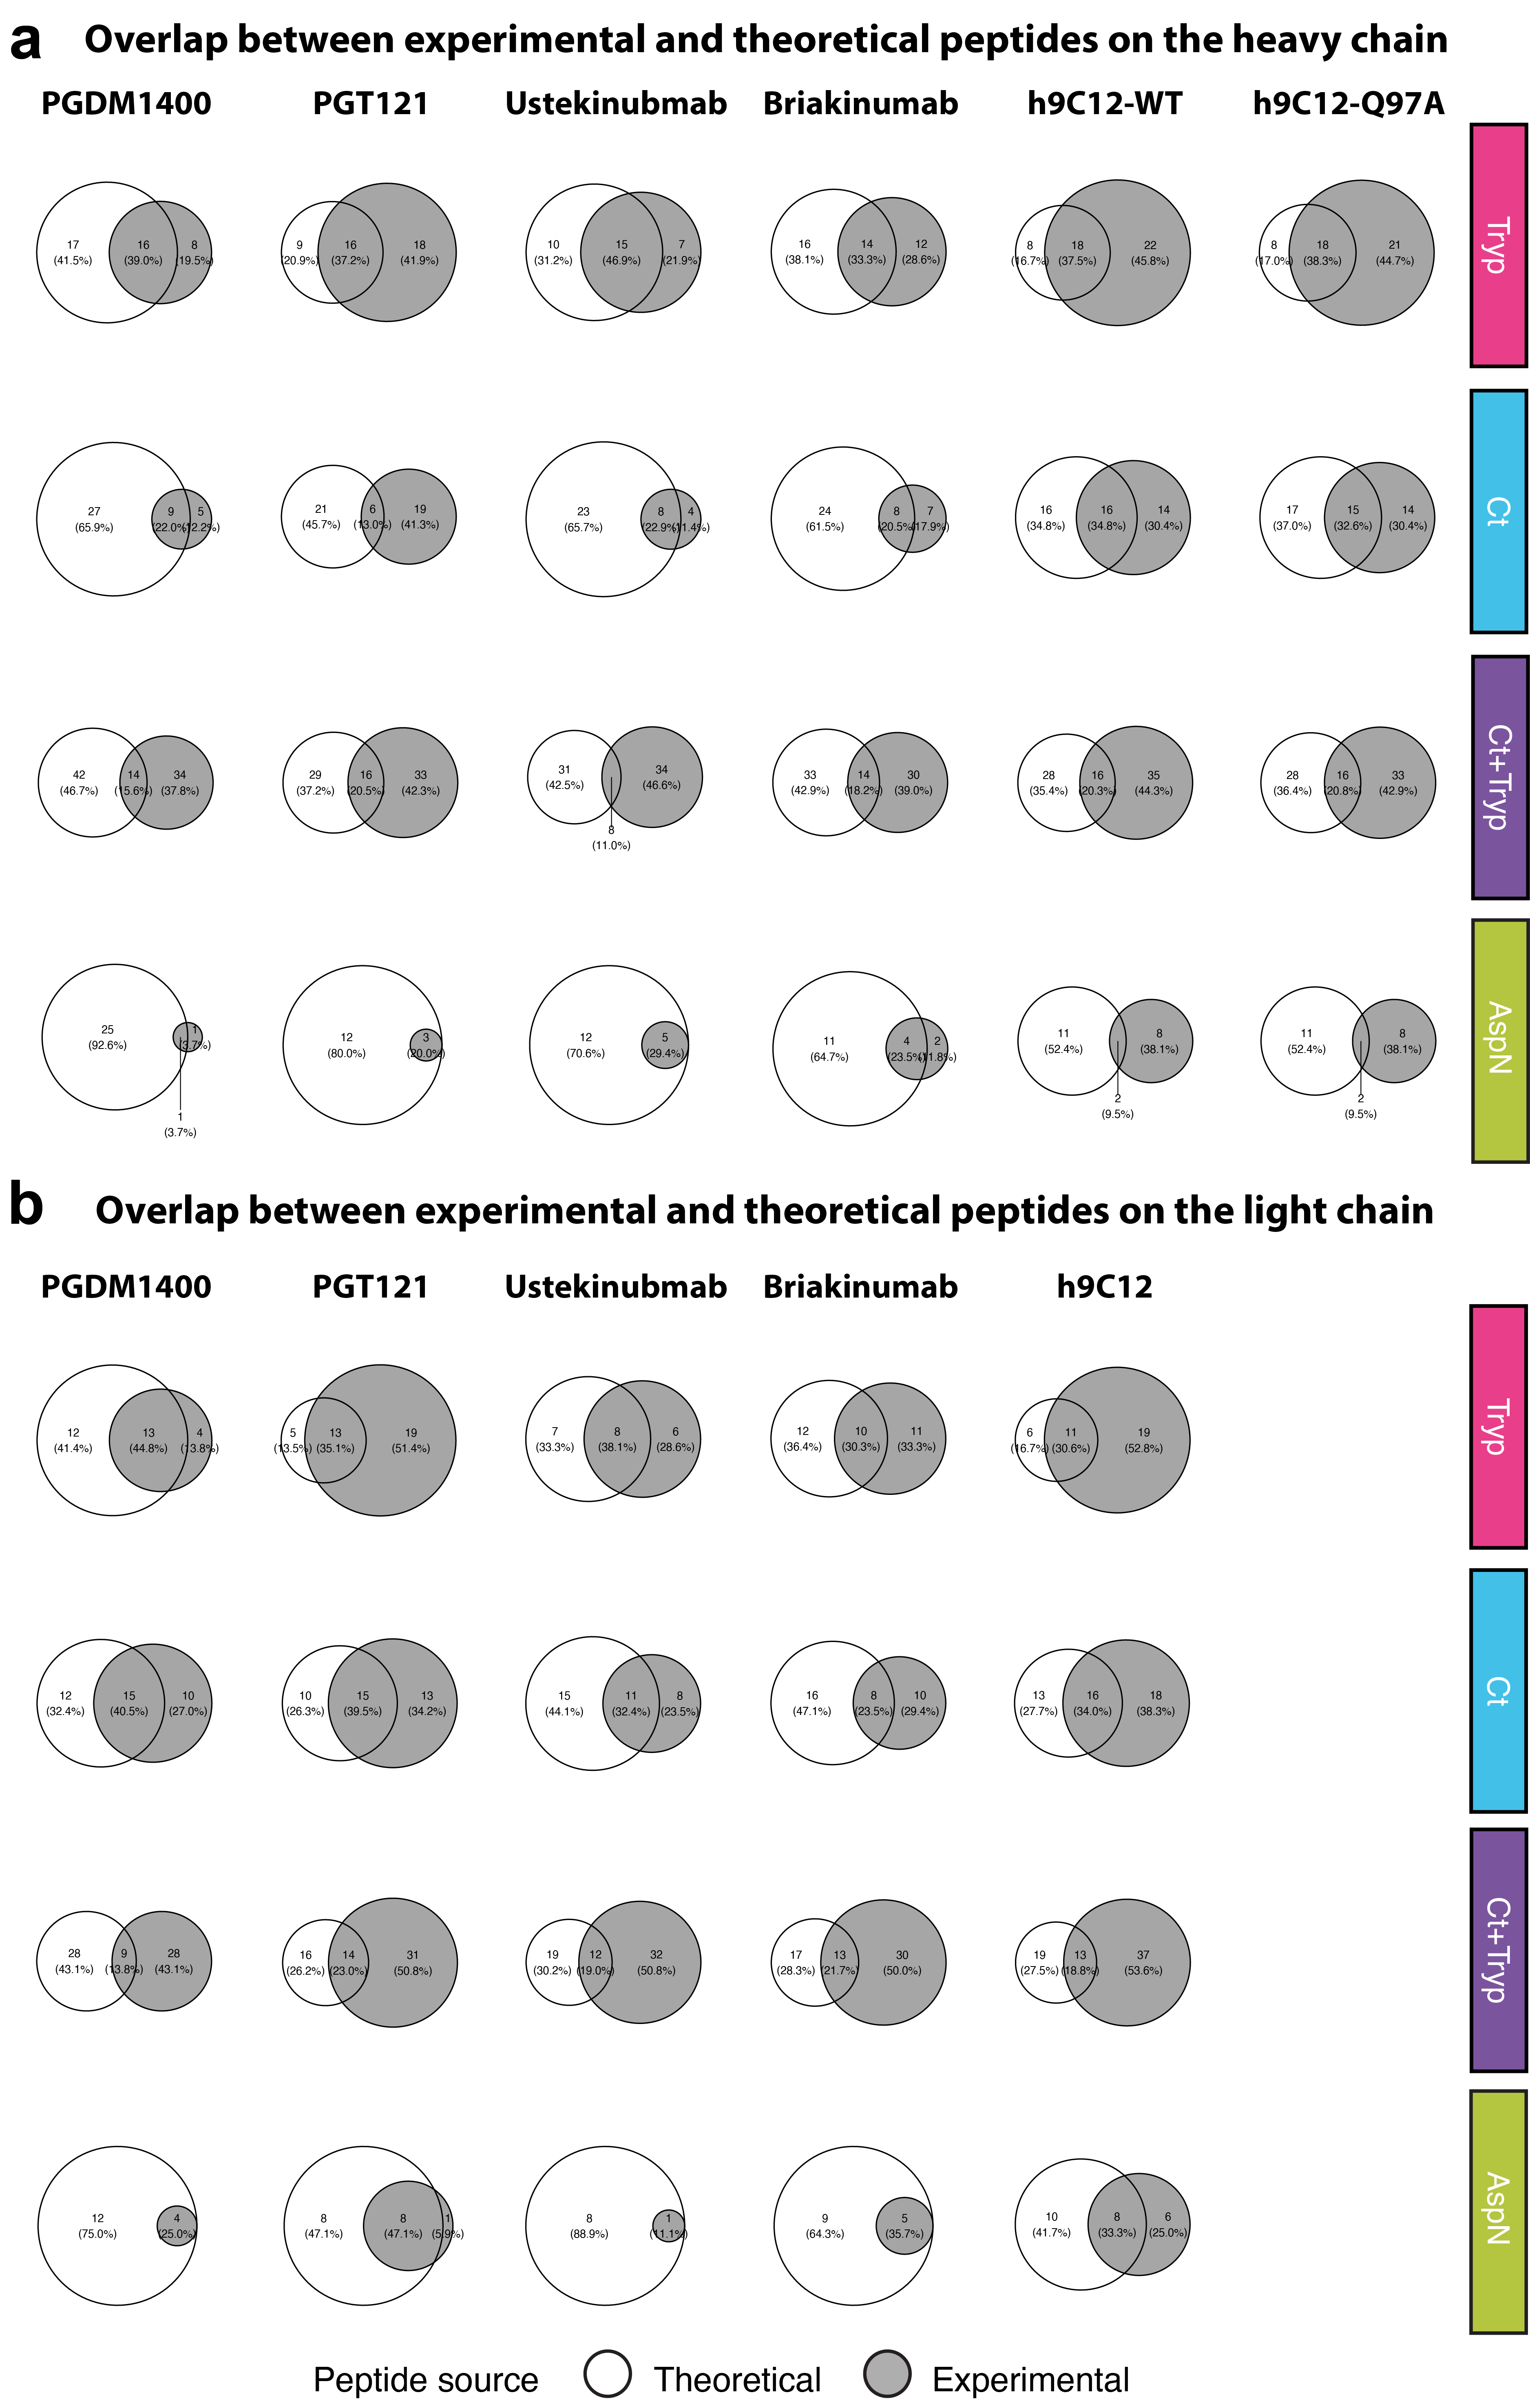 a Overlap between experimental and theoretical peptides on the heavy chain
PGDM1400 PGT121 Ustekinubmab Briakinumab h9C12-WT h9C12-Q97A
Tryp
17 16 8 9 16 18 10 15 7 16 14 12 8 18 22 8 18 21
(41.5%) (39.0%) (19.5%) (20.9%) (37.2%) (41.9%) (31.2%) (46.9%) (21.9%) (38.1%) (33.3%) (28.6%) (16.7%) (37.5%) (45.8%) (17.0%) (38.3%) (44.7%)
Ct
27 9 5 21 6 19 23 8 4 24 8 7 16 16 14 17 15 14
(65.9%) (22.0%) (12.2%) (45.7%) (13.0%) (41.3%) (65.7%) (22.9%) (11.4%) (61.5%) (20.5%) (17.9%) (34.8%) (34.8%) (30.4%) (37.0%) (32.6%) (30.4%)
Ct+Tryp
42 14 34 29 16 33 31 34 33 14 30 28 16 35 28 16 33
(46.7%) (15.6%) (37.8%) (37.2%) (20.5%) (42.3%) (42.5%) (46.6%) (42.9%) (18.2%) (39.0%) (35.4%) (20.3%) (44.3%) (36.4%) (20.8%) (42.9%)
8
(11.0%)
AspN
25 1 12 3 12 5 11 4 2 11 8 11 8
(92.6%) (3.7%) (80.0%) (20.0%) (70.6%) (29.4%) (64.7%) (23.5%) (11.8%) (52.4%) (38.1%) (52.4%) (38.1%)
1 2 2
(3.7%) (9.5%) (9.5%)
b Overlap between experimental and theoretical peptides on the light chain
PGDM1400 PGT121 Ustekinubmab Briakinumab h9C12
Tryp
12 13 4 5 13 19 7 8 6 12 10 11 6 11 19
(41.4%) (44.8%) (13.8%) (13.5%) (35.1%) (51.4%) (33.3%) (38.1%) (28.6%) (36.4%) (30.3%) (33.3%) (16.7%) (30.6%) (52.8%)
Ct
12 15 10 10 15 13 15 11 8 16 8 10 13 16 18
(32.4%) (40.5%) (27.0%) (26.3%) (39.5%) (34.2%) (44.1%) (32.4%) (23.5%) (47.1%) (23.5%) (29.4%) (27.7%) (34.0%) (38.3%)
Ct+Tryp
28 9 28 16 14 31 19 12 32 17 13 30 19 13 37
(43.1%) (13.8%) (43.1%) (26.2%) (23.0%) (50.8%) (30.2%) (19.0%) (50.8%) (28.3%) (21.7%) (50.0%) (27.5%) (18.8%) (53.6%)
AspN
12 4 8 8 1 8 1 9 5 10 8 6
(75.0%) (25.0%) (47.1%) (47.1%) (5.9%) (88.9%) (11.1%) (64.3%) (35.7%) (41.7%) (33.3%) (25.0%)
Peptide source Theoretical Experimental